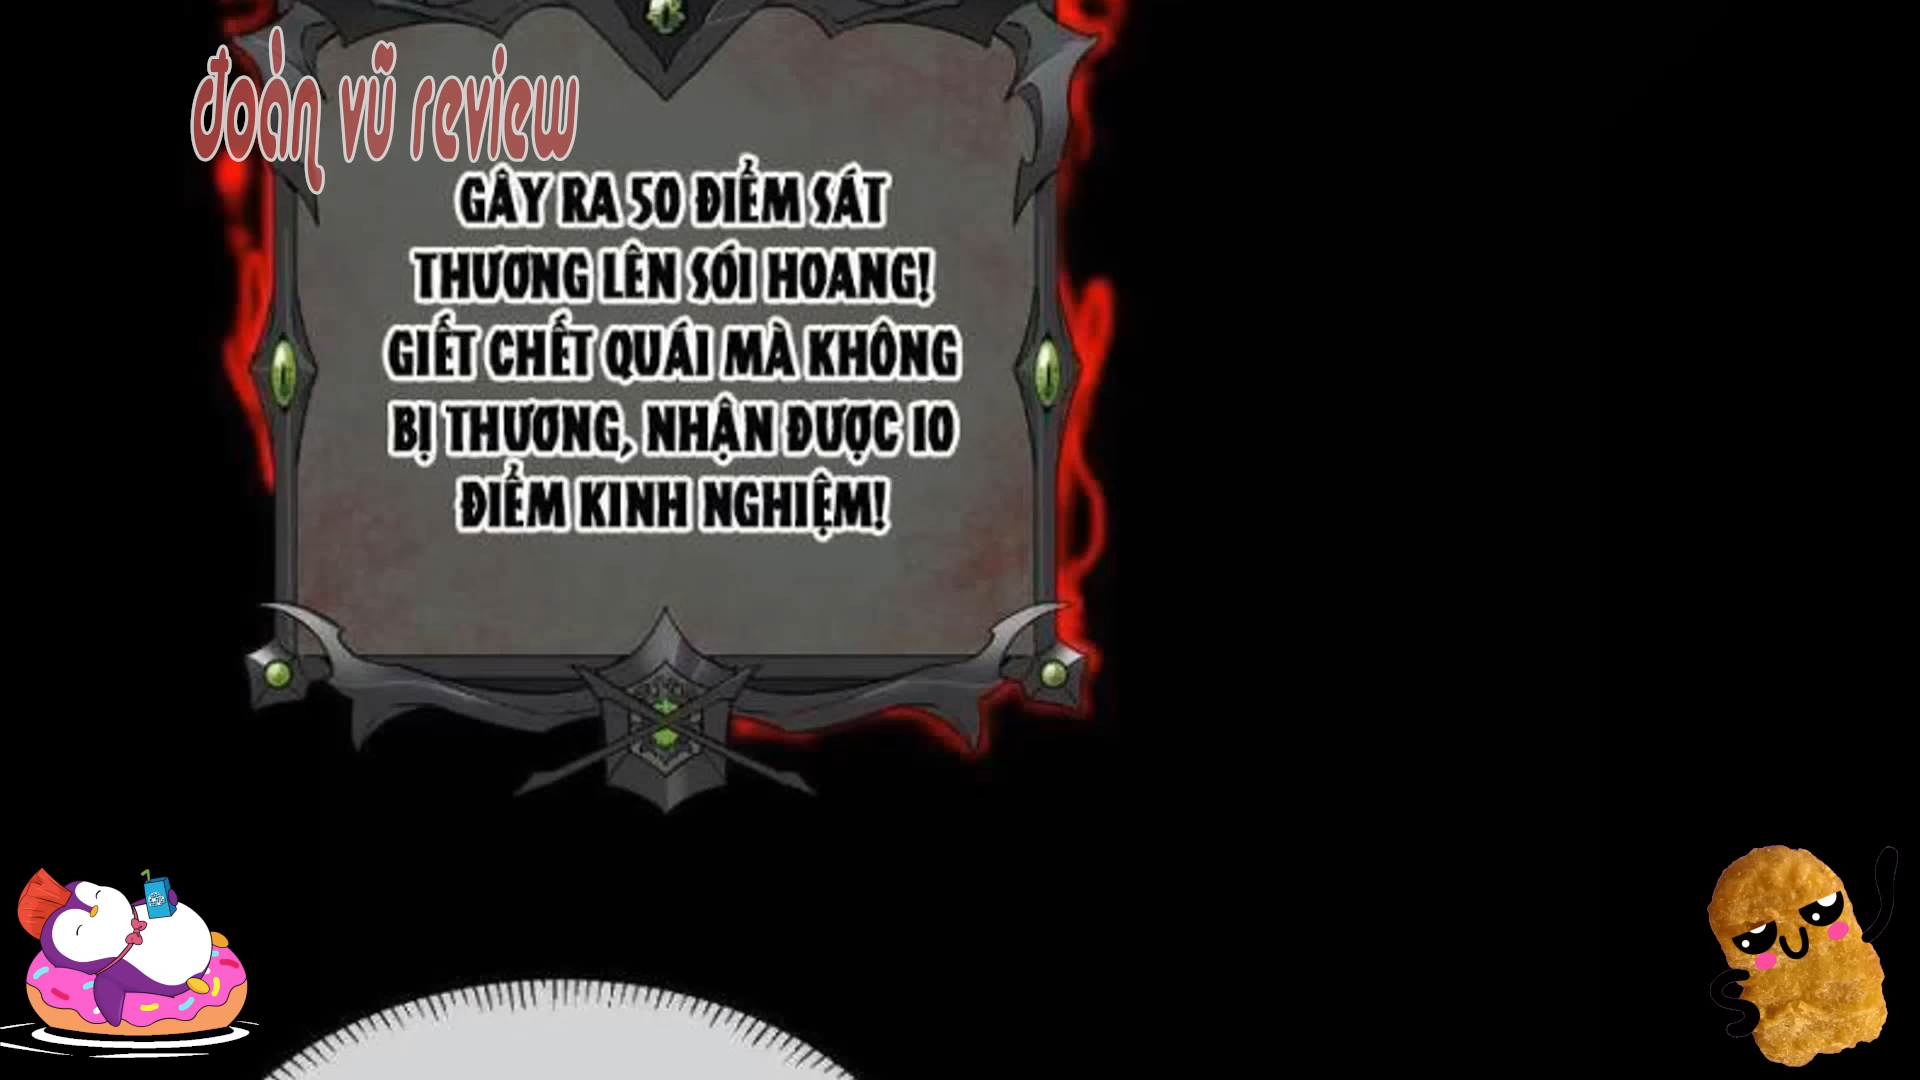 đoản vũ review
GÂY RA 50 ĐIỂM SÁT
THƯƠNG LÊN SÓI HOANG!
GIẾT CHẾT QUÁI MÀ KHÔNG
BỊ THƯƠNG, NHẬN ĐƯỢC 10
ĐIỂM KINH NGHIỆM!